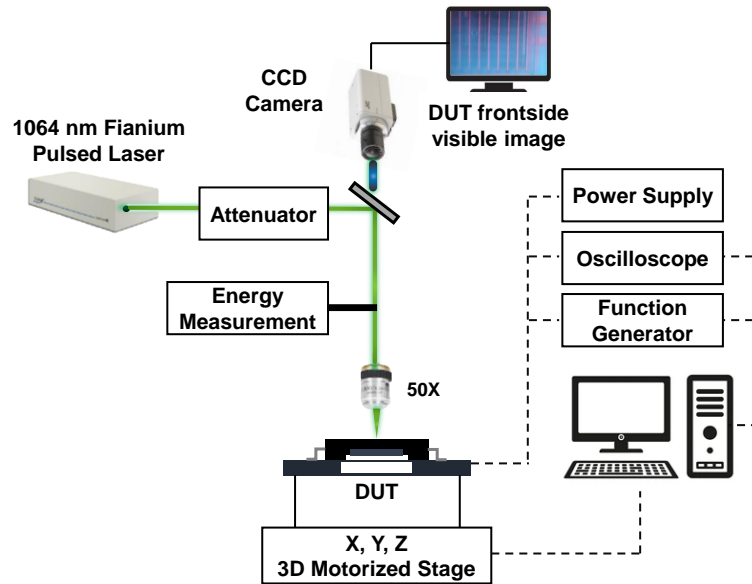 CCD
Camera
DUT frontside
visible image
1064 nm Fianium
Pulsed Laser
Attenuator
Energy
Measurement
50X
DUT
X, Y, Z
3D Motorized Stage
Power Supply
Oscilloscope
Function
Generator